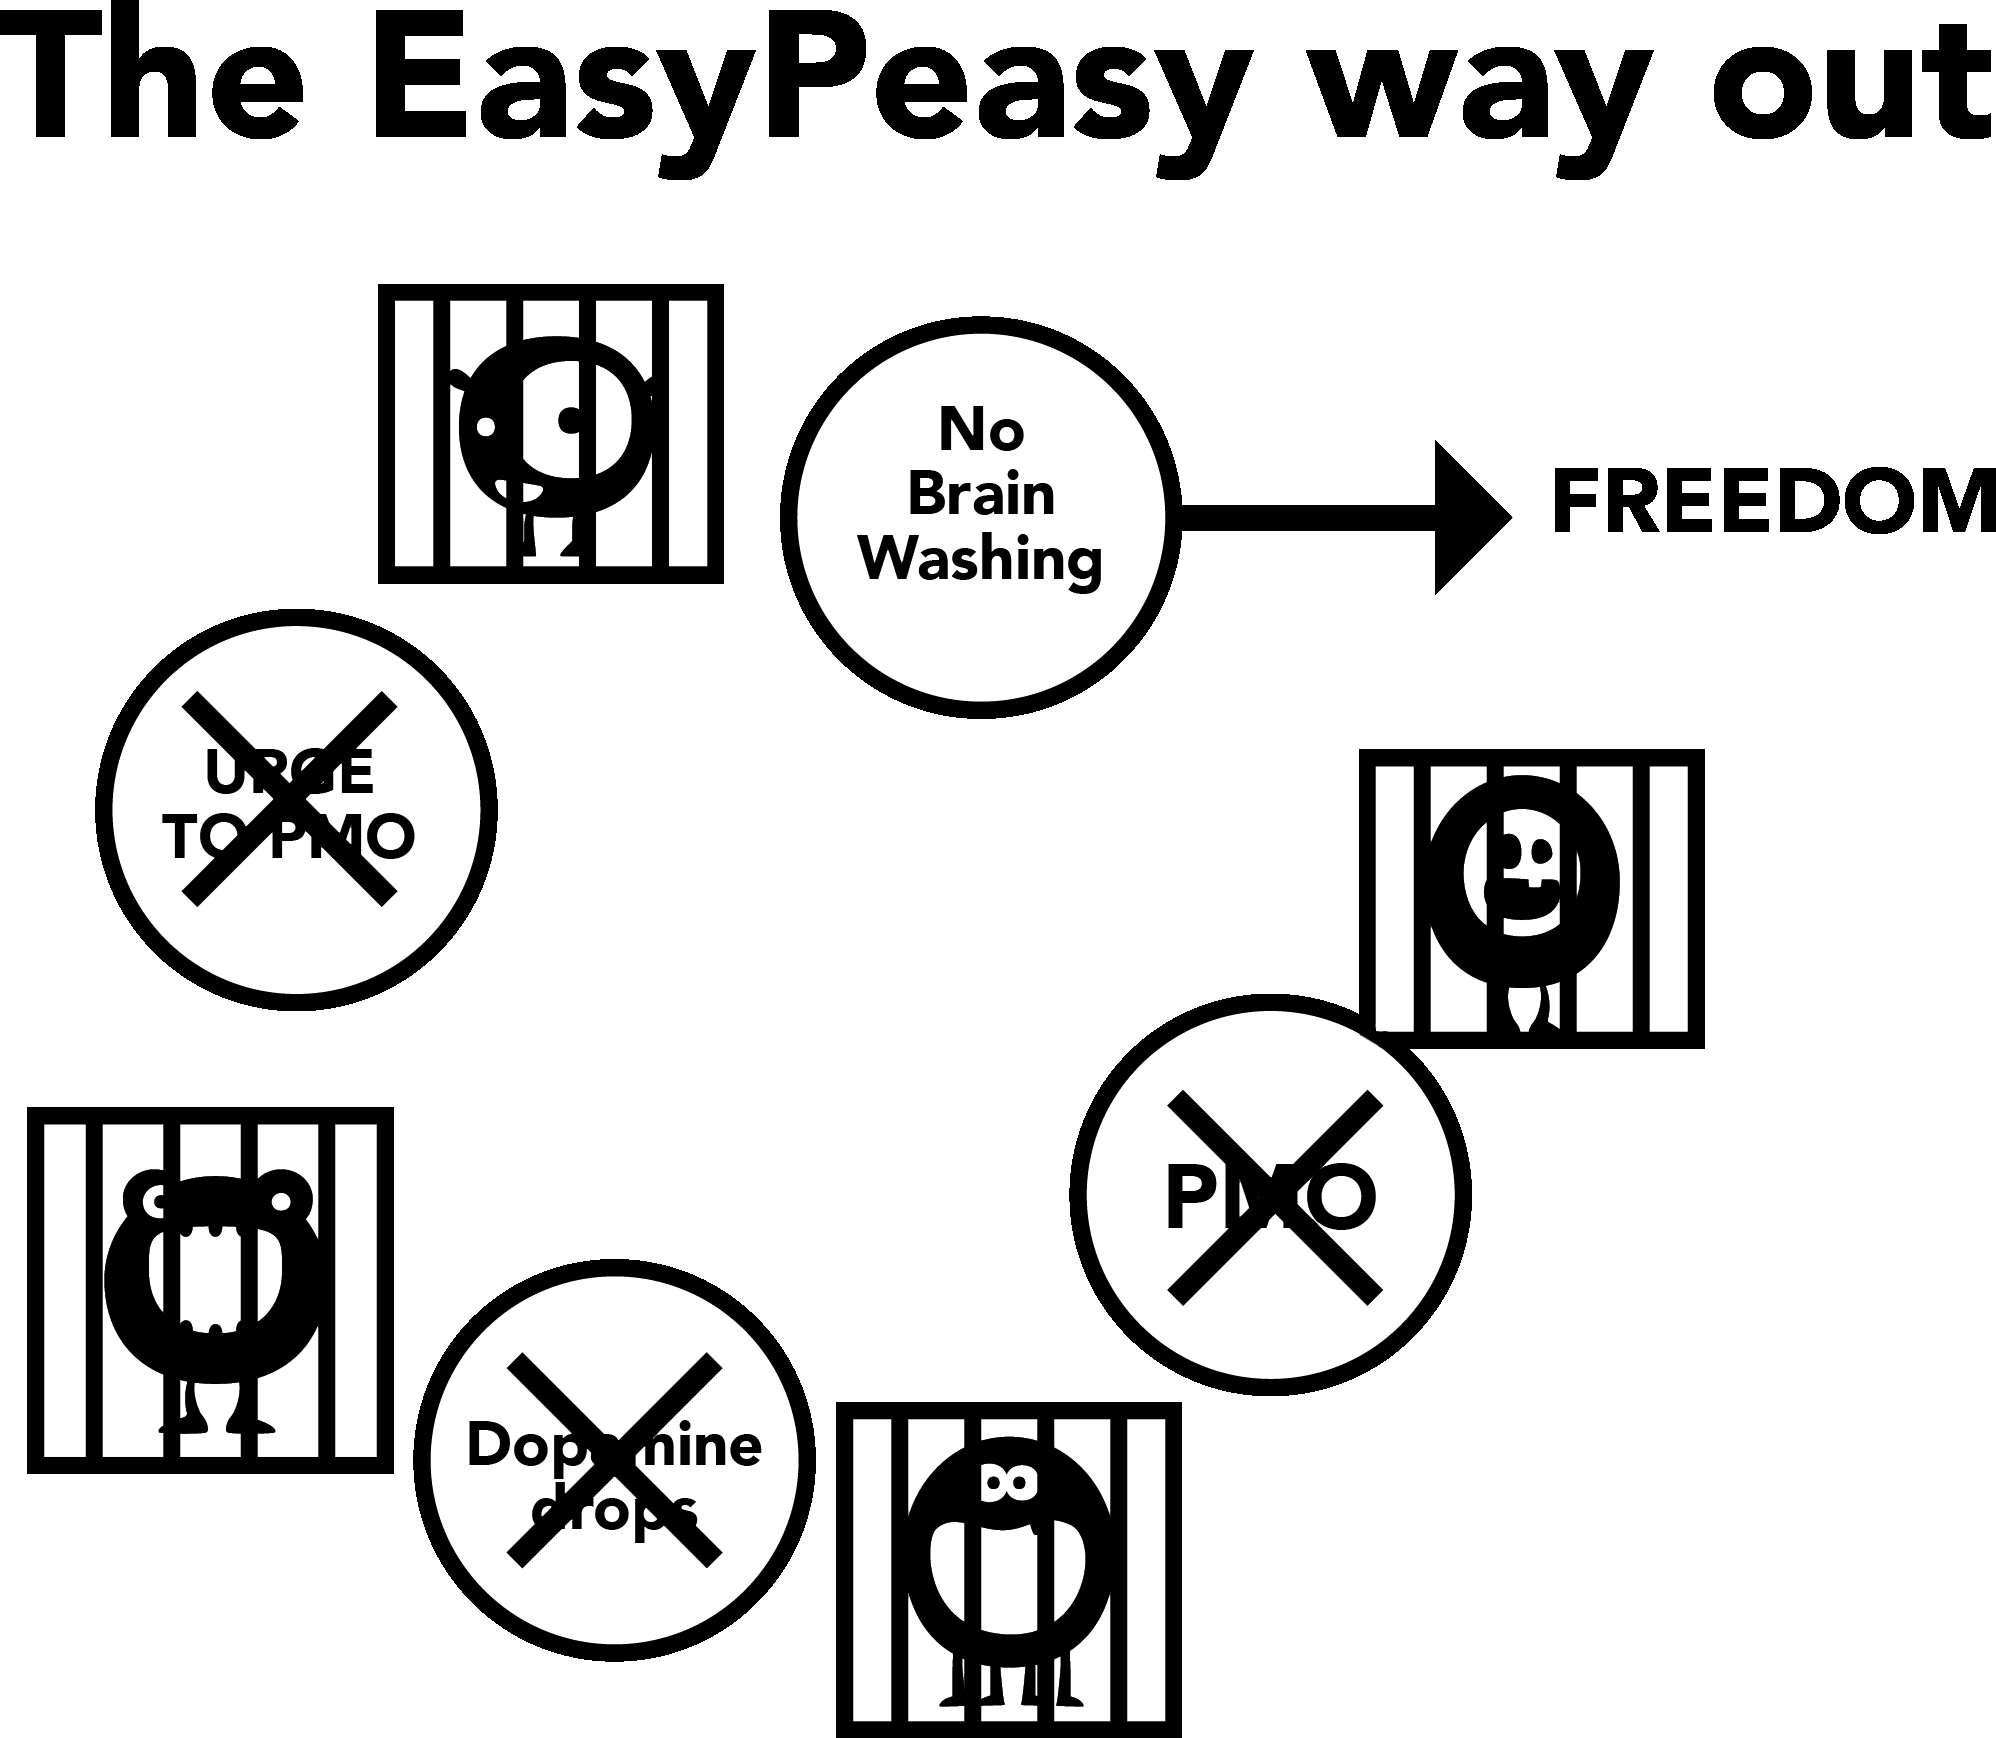 The EasyPeasy way out
No
Brain
Washing
FREEDOM
URGE
TO PMO
PMO
Dopamine
drops